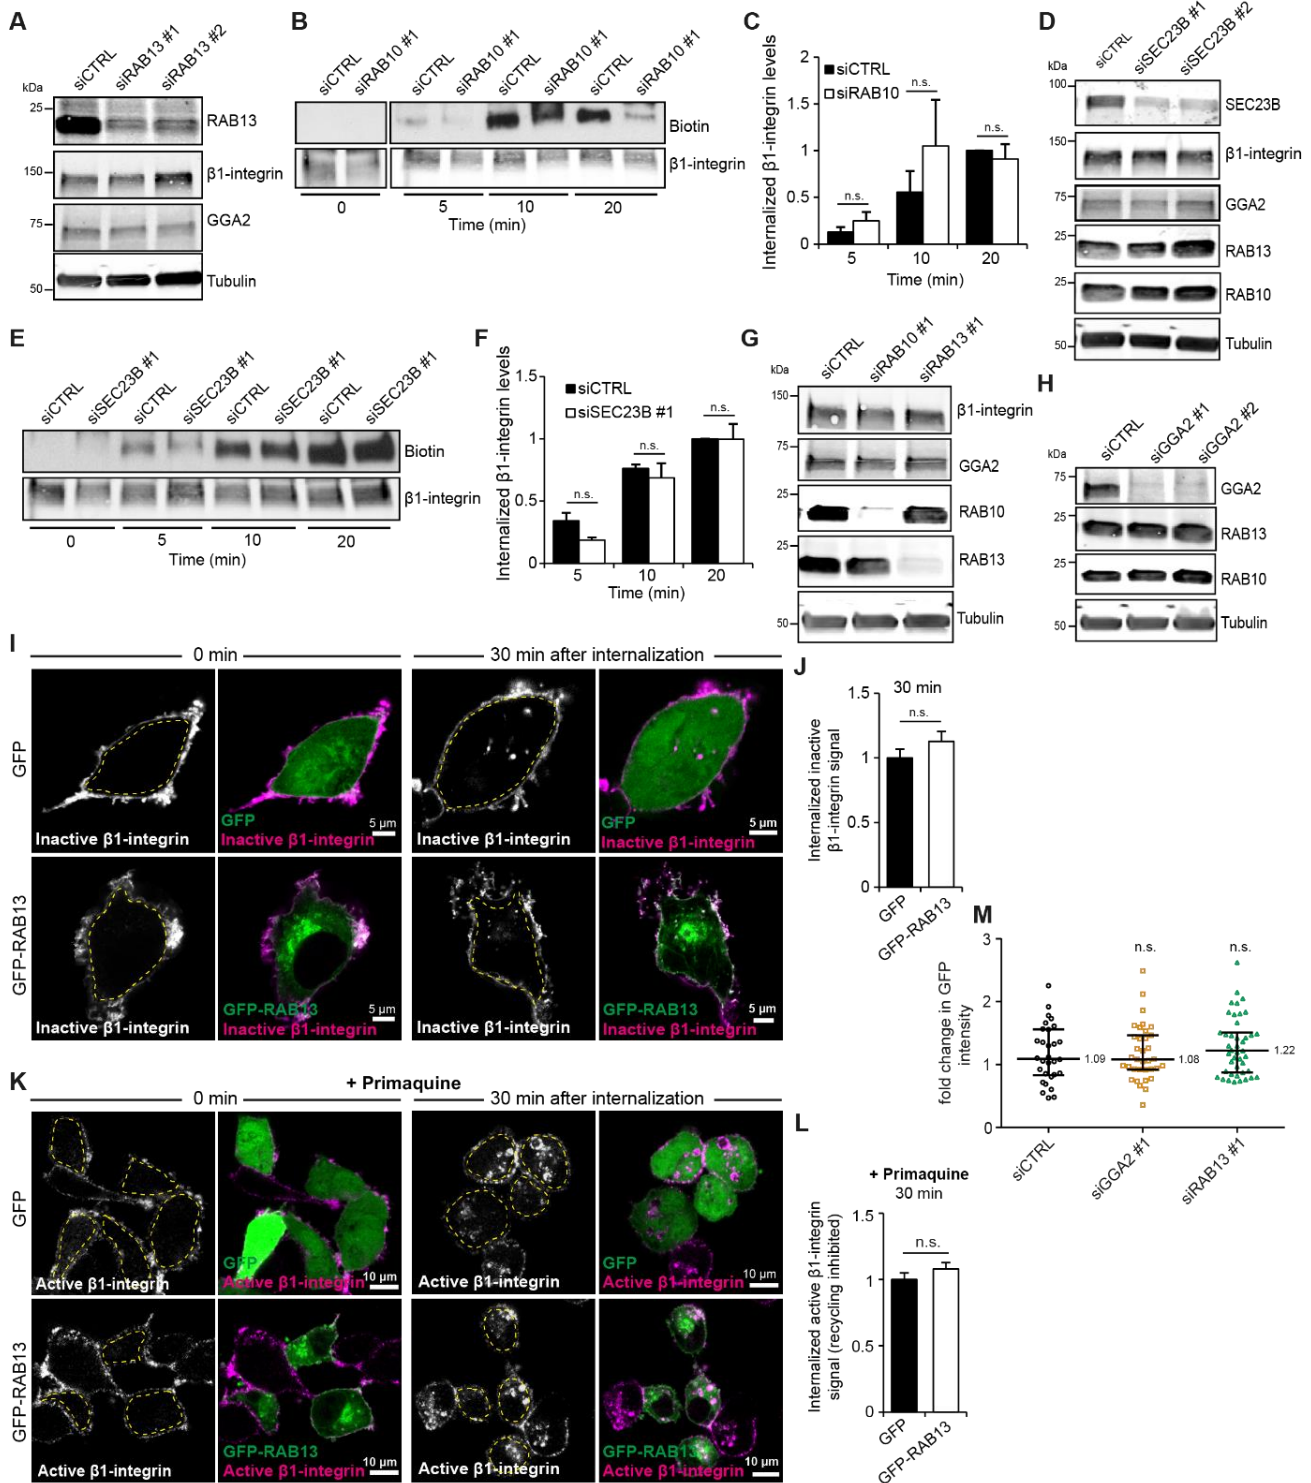 A
siCTRL
siRAB13 #1
siRAB13 #2
kDa
25
RAB13
150
β1-integrin
75
GGA2
50
Tubulin
B
siCTRL
siRAB10 #1
siCTRL
siRAB10 #1
siCTRL
siRAB10 #1
siCTRL
siRAB10 #1
Biotin
β1-integrin
0
5
10
20
Time (min)
C
Internalized β1-integrin levels
2
1.5
1
0.5
0
siCTRL
siRAB10
n.s.
n.s.
n.s.
5
10
20
Time (min)
D
siCTRL
siSEC23B #1
siSEC23B #2
kDa
100
SEC23B
150
β1-integrin
75
GGA2
25
RAB13
25
RAB10
50
Tubulin
E
siCTRL
siSEC23B #1
siCTRL
siSEC23B #1
siCTRL
siSEC23B #1
siCTRL
siSEC23B #1
Biotin
β1-integrin
0
5
10
20
Time (min)
F
Internalized β1-integrin levels
1.5
1
0.5
0
siCTRL
siSEC23B #1
n.s.
n.s.
n.s.
5
10
20
Time (min)
G
siCTRL
siRAB10 #1
siRAB13 #1
kDa
150
β1-integrin
75
GGA2
25
RAB10
25
RAB13
50
Tubulin
H
siCTRL
siGGA2 #1
siGGA2 #2
kDa
75
GGA2
25
RAB13
25
RAB10
50
Tubulin
I
0 min
30 min after internalization
GFP
Inactive β1-integrin
GFP
Inactive β1-integrin
5 µm
Inactive β1-integrin
GFP
Inactive β1-integrin
5 µm
GFP-RAB13
Inactive β1-integrin
GFP-RAB13
Inactive β1-integrin
5 µm
Inactive β1-integrin
GFP-RAB13
Inactive β1-integrin
5 µm
J
30 min
Internalized inactive
β1-integrin signal
1.5
1
0.5
0
n.s.
GFP
GFP-RAB13
K
+ Primaquine
0 min
30 min after internalization
GFP
Active β1-integrin
GFP
Active β1-integrin
10 µm
Active β1-integrin
GFP
Active β1-integrin
10 µm
GFP-RAB13
Active β1-integrin
GFP-RAB13
Active β1-integrin
10 µm
Active β1-integrin
GFP-RAB13
Active β1-integrin
10 µm
L
+ Primaquine
30 min
Internalized active β1-integrin
signal (recycling inhibited)
1.5
1
0.5
0
n.s.
GFP
GFP-RAB13
M
fold change in GFP
intensity
3
2
1
0
n.s.
n.s.
1.09
1.08
1.22
siCTRL
siGGA2 #1
siRAB13 #1